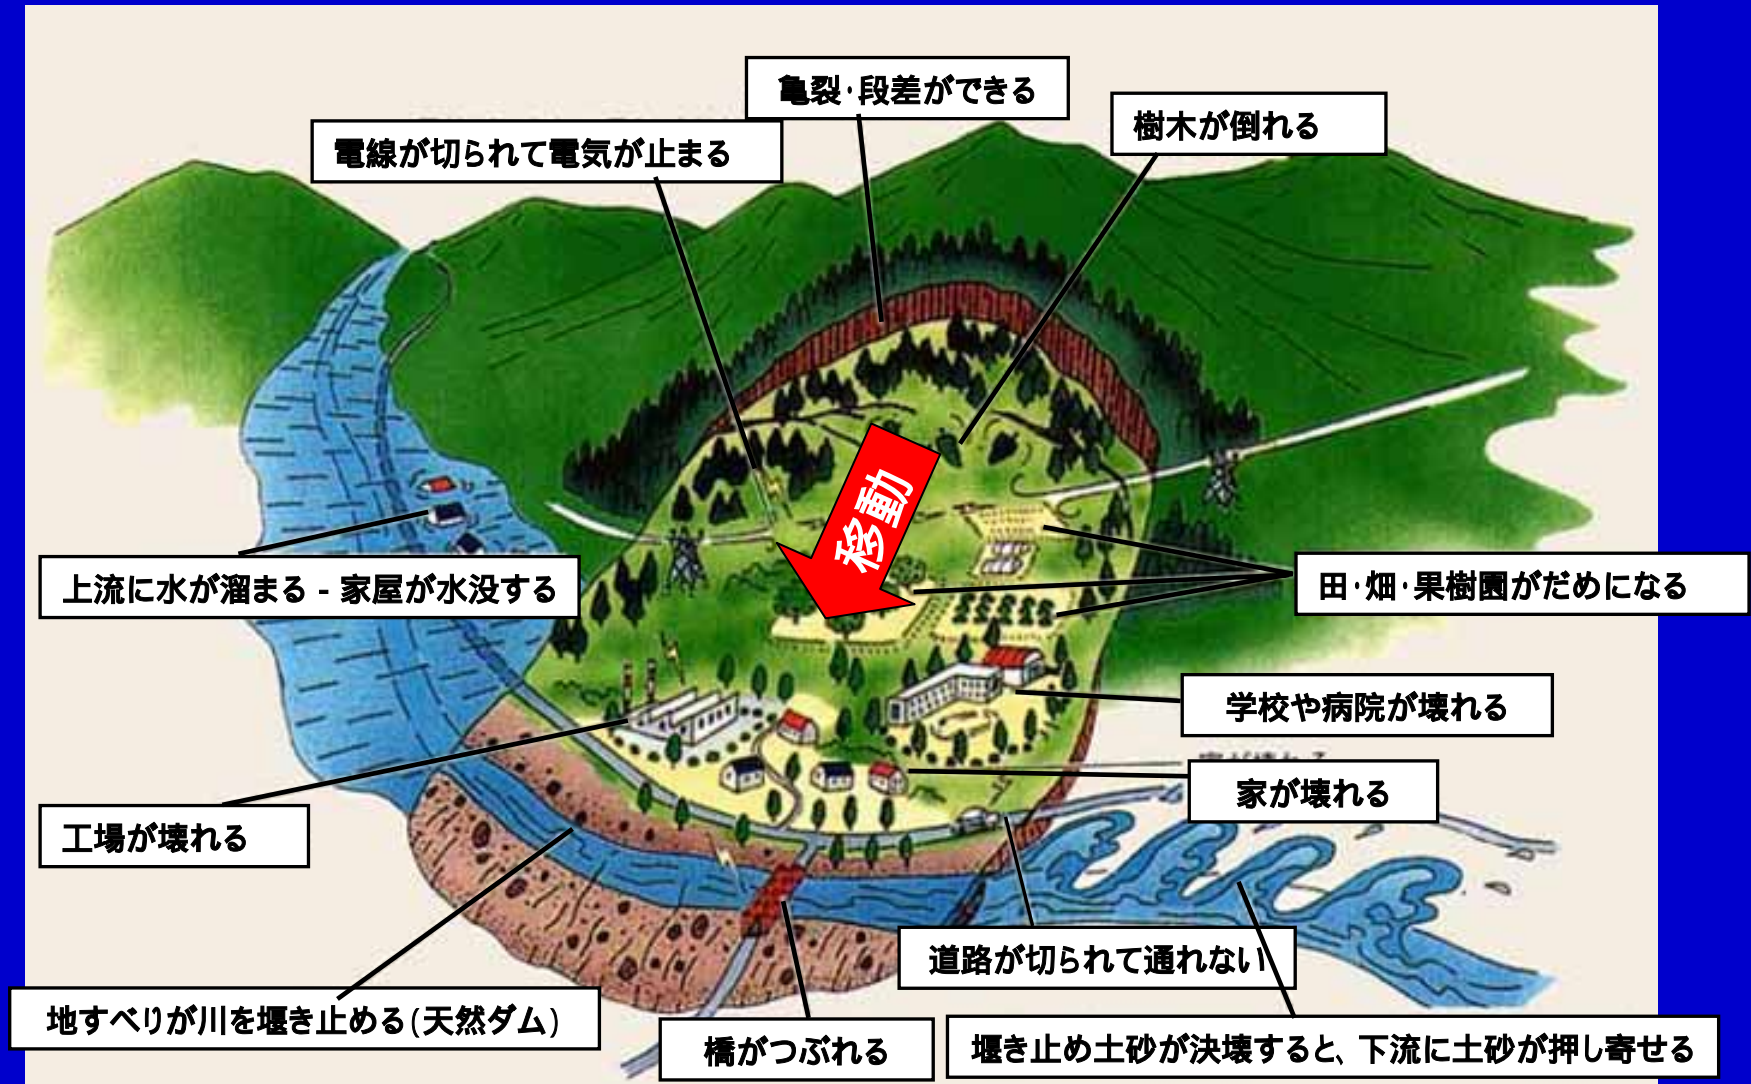 亀裂・段差ができる
樹木が倒れる
電線が切られて電気が止まる
移動
上流に水が溜まる - 家屋が水没する
田・畑・果樹園がだめになる
学校や病院が壊れる
家が壊れる
工場が壊れる
道路が切られて通れない
地すべりが川を堰き止める(天然ダム)
橋がつぶれる
堰き止め土砂が決壊すると、下流に土砂が押し寄せる